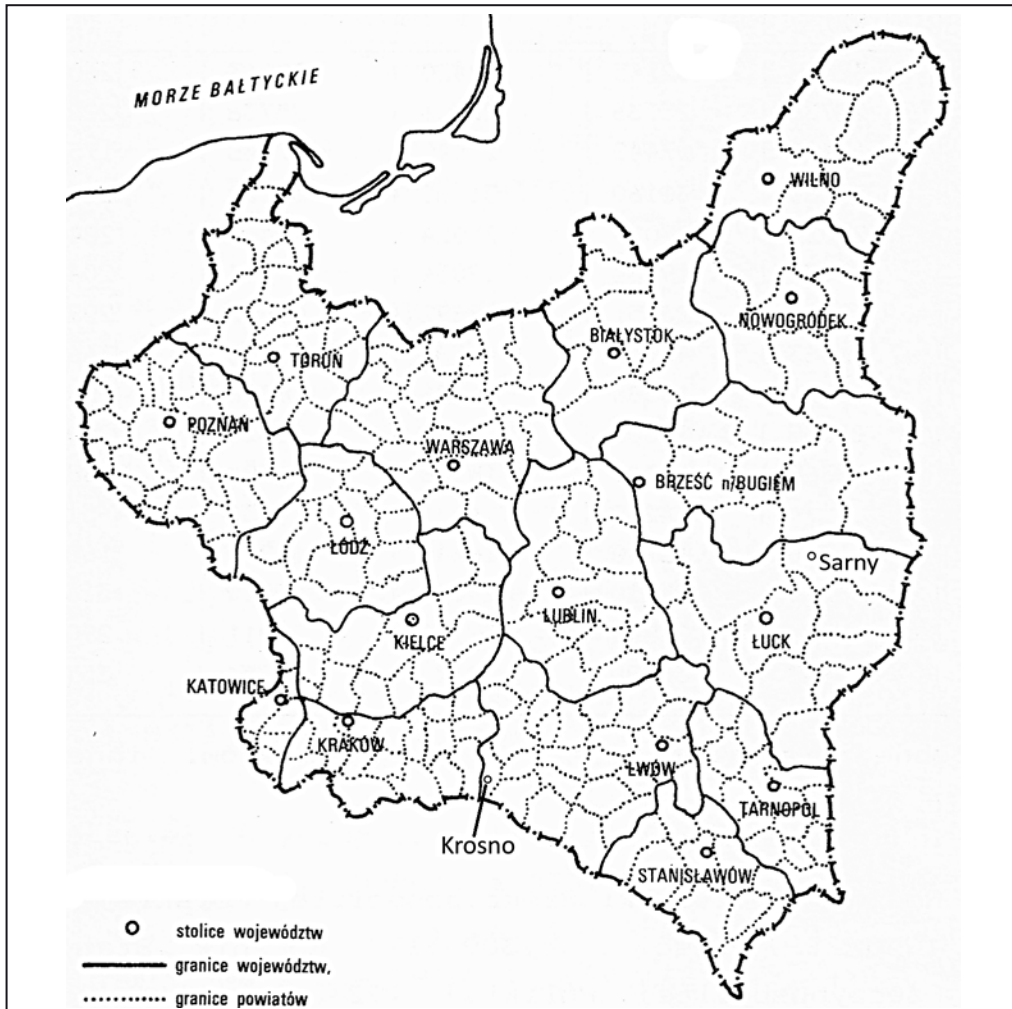 MORZE BAŁTYCKIE
WILNO
NOWOGRÓDEK
BIAŁYSTOK
TORUŃ
POZNAŃ
WARSZAWA
BRZEŚĆ n/BUGIEM
ŁÓDŹ
Sarny
LUBLIN
ŁUCK
KIELCE
KATOWICE
KRAKÓW
LWÓW
TARNOPOL
Krosno
STANISŁAWÓW
stolice województw
granice województw,
granice powiatów